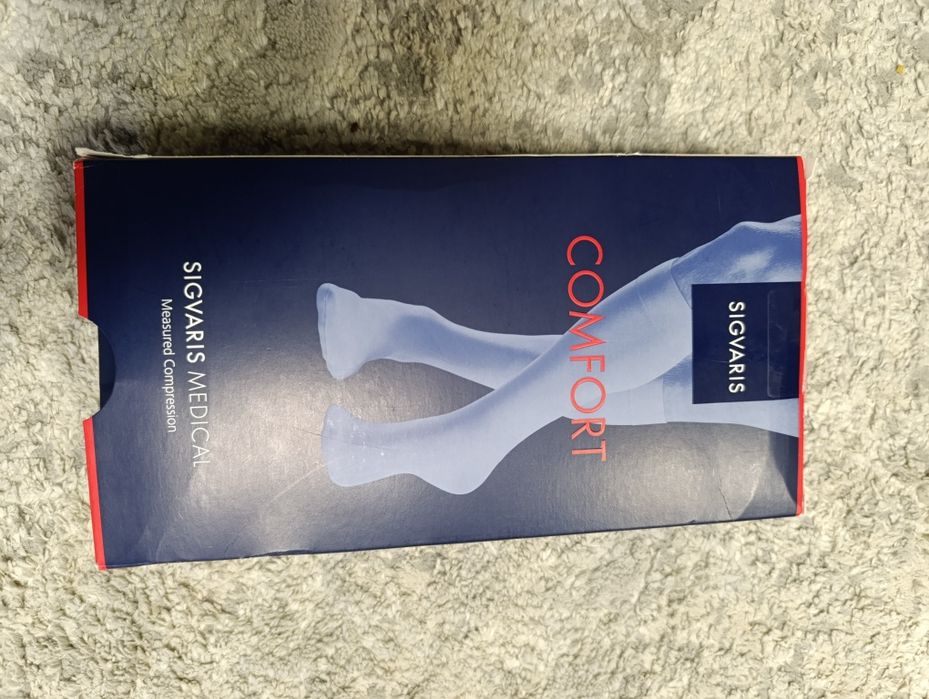 SIGVARIS
COMFORT
SIGVARIS MEDICAL
Measured Compression